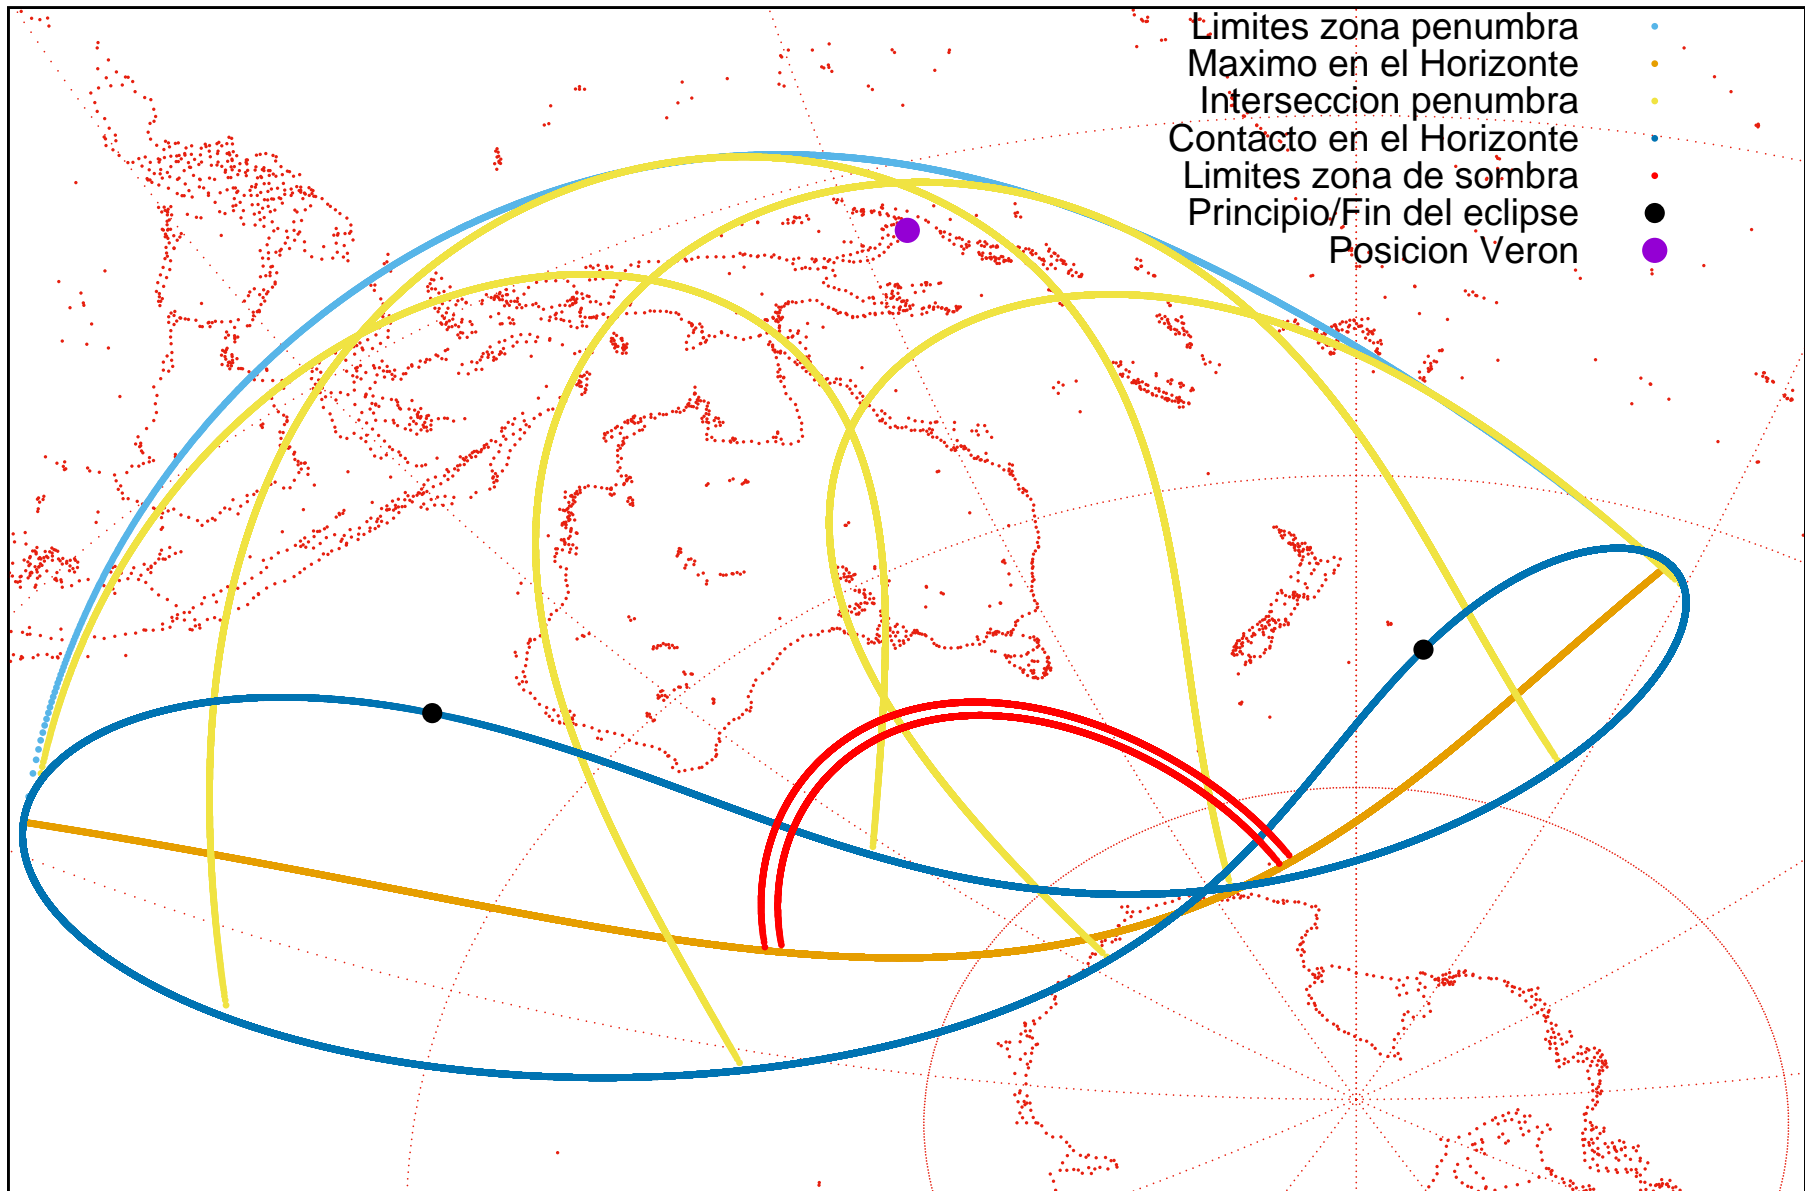 Limites zona penumbra
Maximo en el Horizonte
Interseccion penumbra
Contacto en el Horizonte
Limites zona de sombra
Principio/Fin del eclipse
Posicion Veron